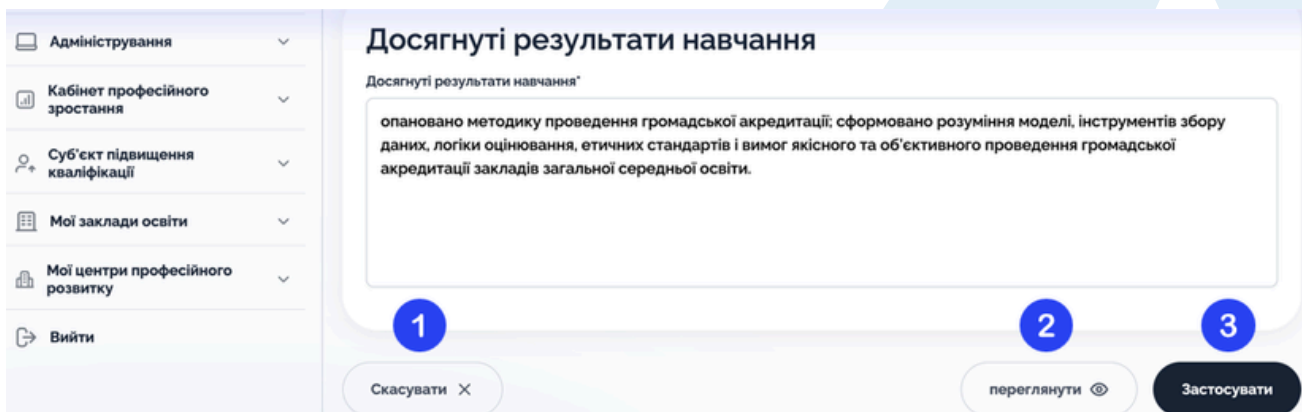 Адміністрування
Кабінет професійного
зростання
Суб'єкт підвищення
кваліфікації
Мої заклади освіти
Мої центри професійного
розвитку
Вийти
Досягнуті результати навчання
Досягнуті результати навчання*
опановано методику проведення громадської акредитації; сформовано розуміння моделі, інструментів збору
даних, логіки оцінювання, етичних стандартів і вимог якісного та об'єктивного проведення громадської
акредитації закладів загальної середньої освіти.
1
2
3
Скасувати
переглянути
Застосувати